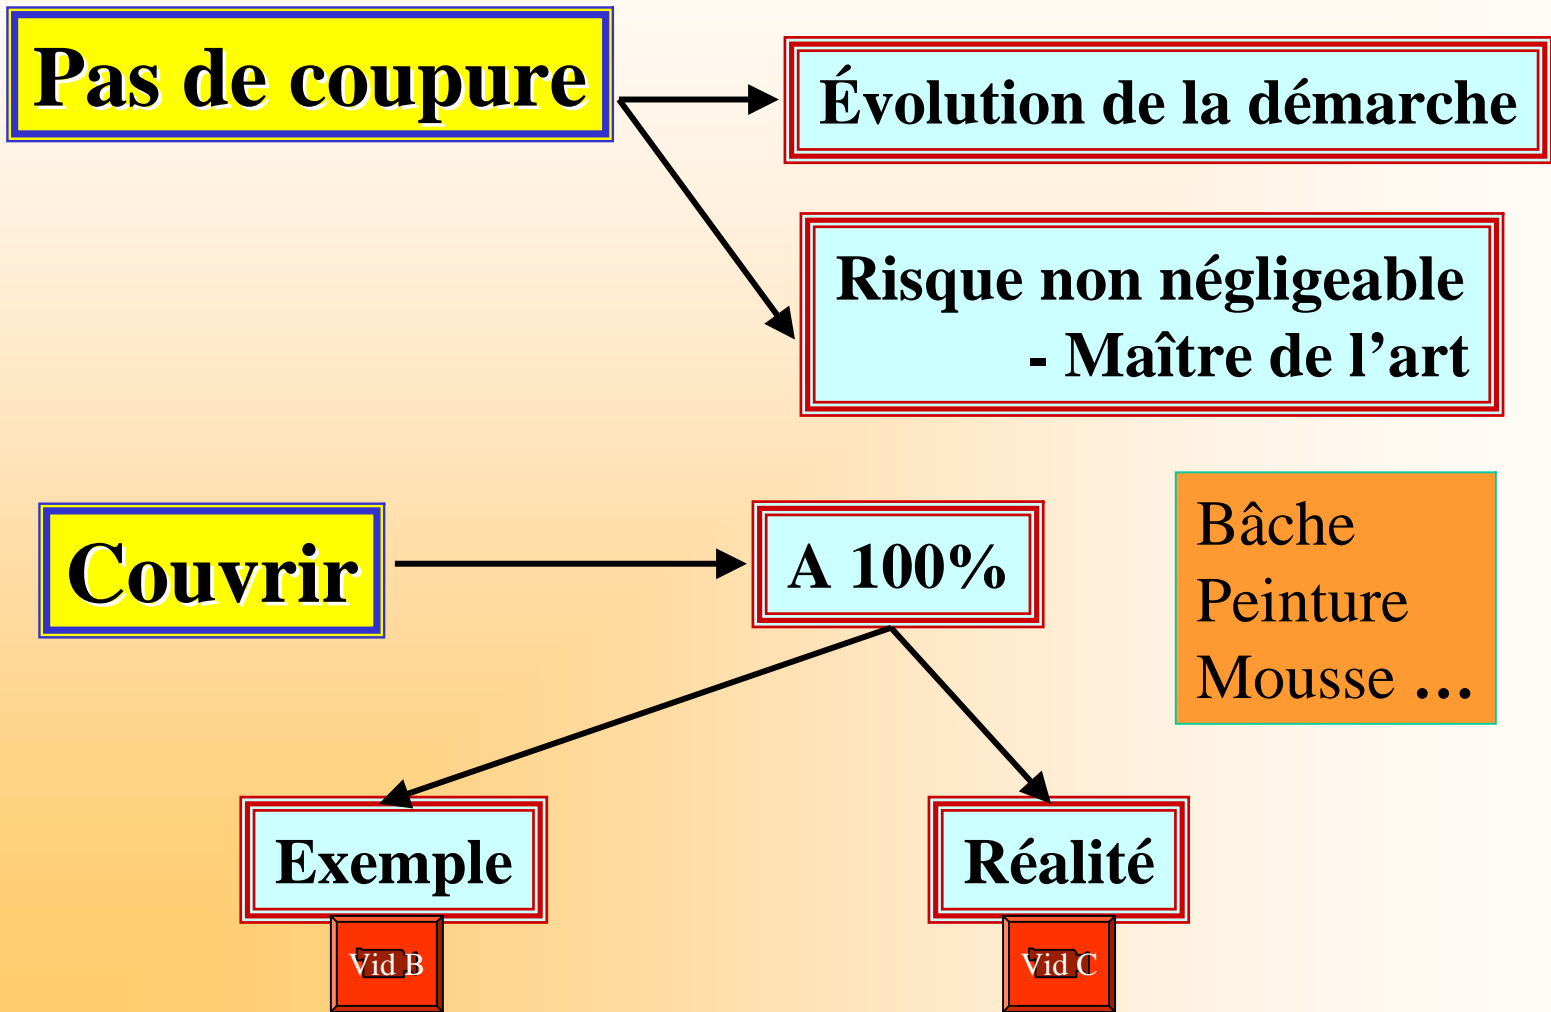 Pas de coupure
Évolution de la démarche
Risque non négligeable
- Maître de l’art
Couvrir
A 100%
Bâche
Peinture
Mousse ...
Exemple
Réalité
Vid B
Vid C